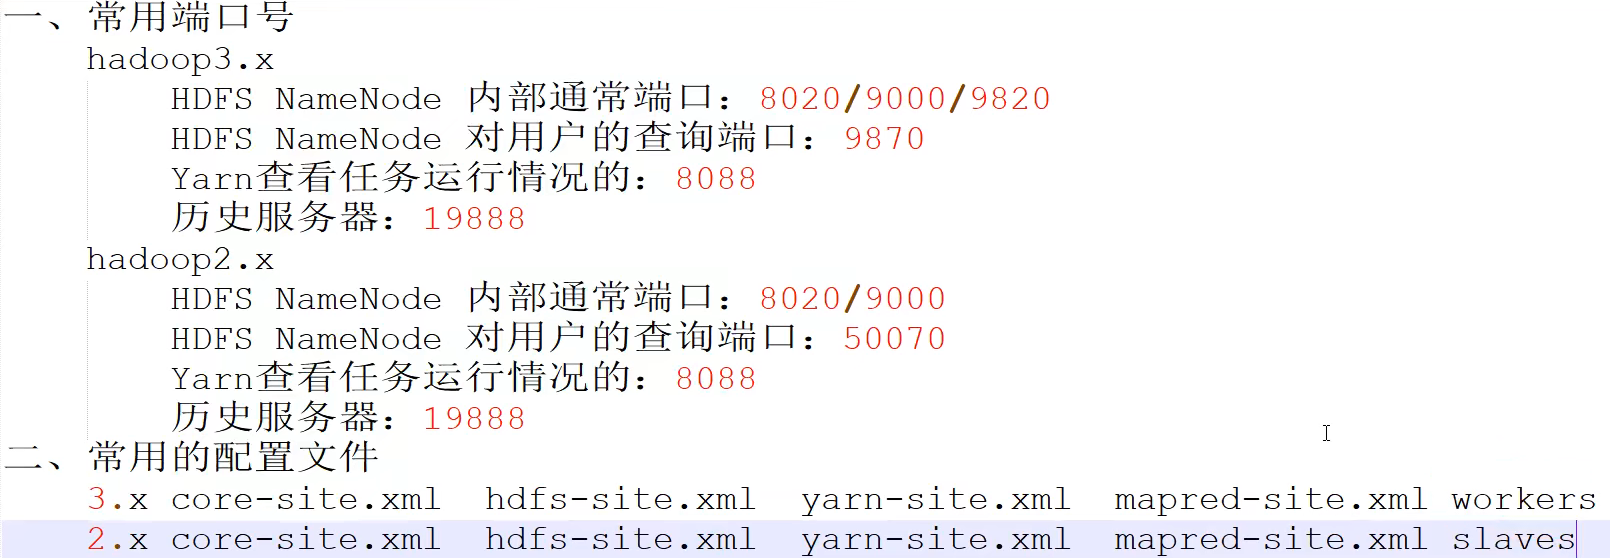 一、常用端口号
hadoop3.x
HDFS NameNode 内部通常端口：8020/9000/9820
HDFS NameNode 对用户的查询端口：9870
Yarn查看任务运行情况的：8088
历史服务器：19888
hadoop2.x
HDFS NameNode 内部通常端口：8020/9000
HDFS NameNode 对用户的查询端口：50070
Yarn查看任务运行情况的：8088
历史服务器：19888
二、常用的配置文件
3.x core-site.xml hdfs-site.xml yarn-site.xml mapred-site.xml workers
2.x core-site.xml hdfs-site.xml yarn-site.xml mapred-site.xml slaves